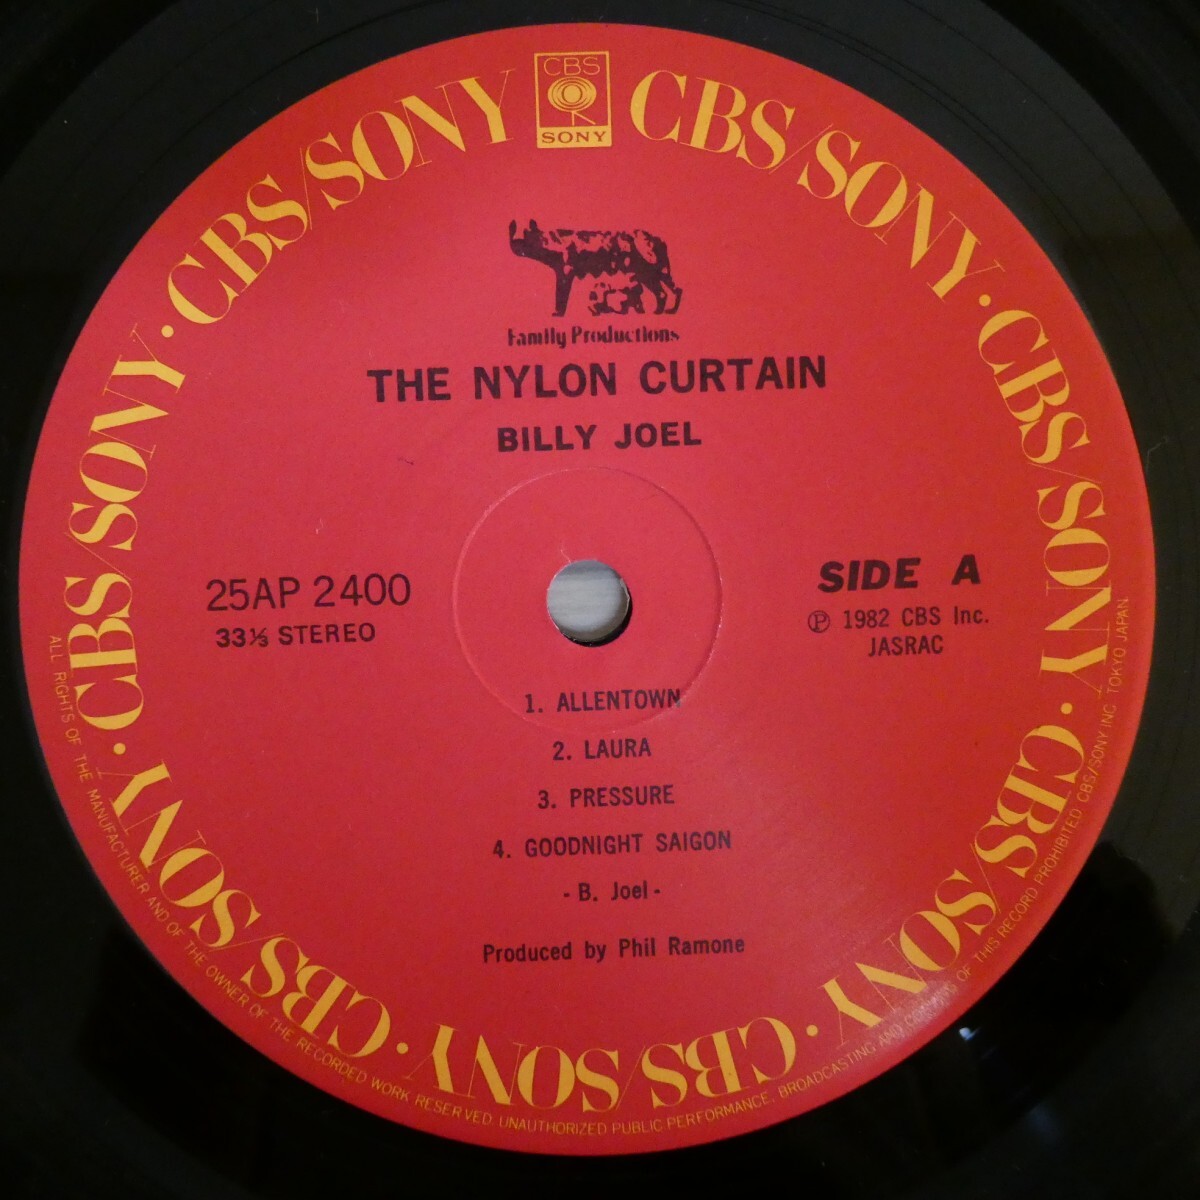 CBS
SONY
CBS/SONY · CBS/SONY · CBS/SONY · CBS/SONY · CBS/SONY · CBS/SONY · CBS/SONY · CBS/SONY
Family Productions
THE NYLON CURTAIN
BILLY JOEL
25AP 2400
33⅓ STEREO
SIDE A
Ⓟ 1982 CBS Inc.
JASRAC
1. ALLENTOWN
2. LAURA
3. PRESSURE
4. GOODNIGHT SAIGON
- B. Joel -
Produced by Phil Ramone
ALL RIGHTS OF THE MANUFACTURER AND OF THE OWNER OF THE RECORDED WORK RESERVED. UNAUTHORIZED PUBLIC PERFORMANCE, BROADCASTING AND COPYING OF THIS RECORD PROHIBITED CBS/SONY INC. TOKYO JAPAN